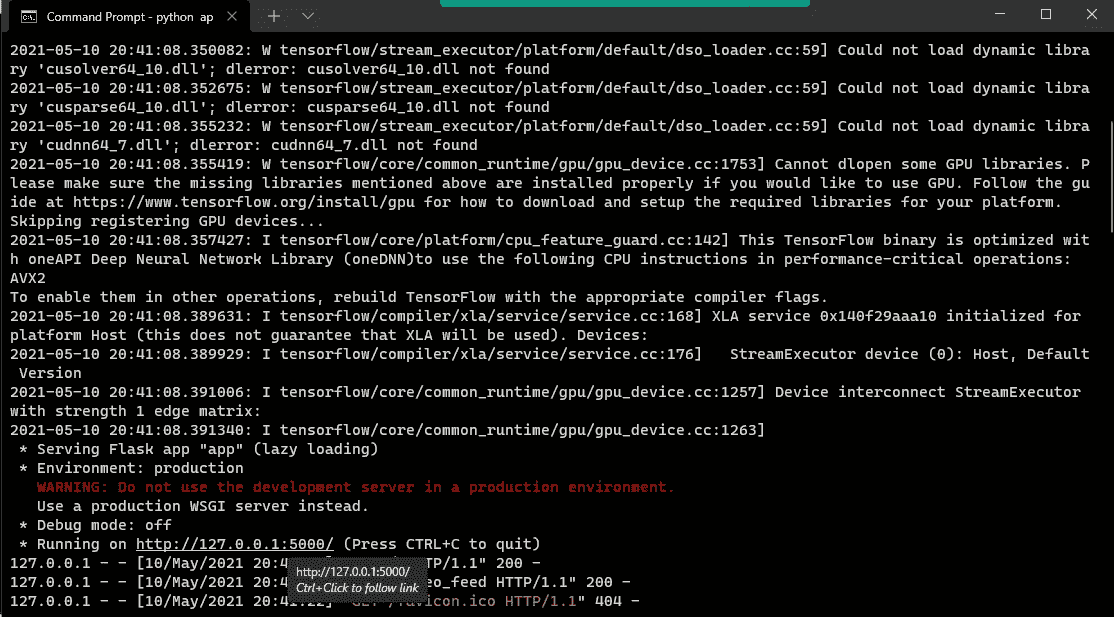 Command Prompt - python ap
2021-05-10 20:41:08.350082: W tensorflow/stream_executor/platform/default/dso_loader.cc:59] Could not load dynamic libra
ry 'cusolver64_10.dll'; dlerror: cusolver64_10.dll not found
2021-05-10 20:41:08.352675: W tensorflow/stream_executor/platform/default/dso_loader.cc:59] Could not load dynamic libra
ry 'cusparse64_10.dll'; dlerror: cusparse64_10.dll not found
2021-05-10 20:41:08.355232: W tensorflow/stream_executor/platform/default/dso_loader.cc:59] Could not load dynamic libra
ry 'cudnn64_7.dll'; dlerror: cudnn64_7.dll not found
2021-05-10 20:41:08.355419: W tensorflow/core/common_runtime/gpu/gpu_device.cc:1753] Cannot dlopen some GPU libraries. P
lease make sure the missing libraries mentioned above are installed properly if you would like to use GPU. Follow the gu
ide at https://www.tensorflow.org/install/gpu for how to download and setup the required libraries for your platform.
Skipping registering GPU devices...
2021-05-10 20:41:08.357427: I tensorflow/core/platform/cpu_feature_guard.cc:142] This TensorFlow binary is optimized wit
h oneAPI Deep Neural Network Library (oneDNN)to use the following CPU instructions in performance-critical operations:
AVX2
To enable them in other operations, rebuild TensorFlow with the appropriate compiler flags.
2021-05-10 20:41:08.389631: I tensorflow/compiler/xla/service/service.cc:168] XLA service 0x140f29aaa10 initialized for
platform Host (this does not guarantee that XLA will be used). Devices:
2021-05-10 20:41:08.389929: I tensorflow/compiler/xla/service/service.cc:176]   StreamExecutor device (0): Host, Default
 Version
2021-05-10 20:41:08.391006: I tensorflow/core/common_runtime/gpu/gpu_device.cc:1257] Device interconnect StreamExecutor
with strength 1 edge matrix:
2021-05-10 20:41:08.391340: I tensorflow/core/common_runtime/gpu/gpu_device.cc:1263]
 * Serving Flask app "app" (lazy loading)
 * Environment: production
   WARNING: Do not use the development server in a production environment.
   Use a production WSGI server instead.
 * Debug mode: off
 * Running on http://127.0.0.1:5000/ (Press CTRL+C to quit)
127.0.0.1 - - [10/May/2021 20:4 TP/1.1" 200 -
http://127.0.0.1:5000/
127.0.0.1 - - [10/May/2021 20:4 eo_feed HTTP/1.1" 200 -
Ctrl+Click to follow link
127.0.0.1 - - [10/May/2021 20:41:22] "GET /favicon.ico HTTP/1.1" 404 -